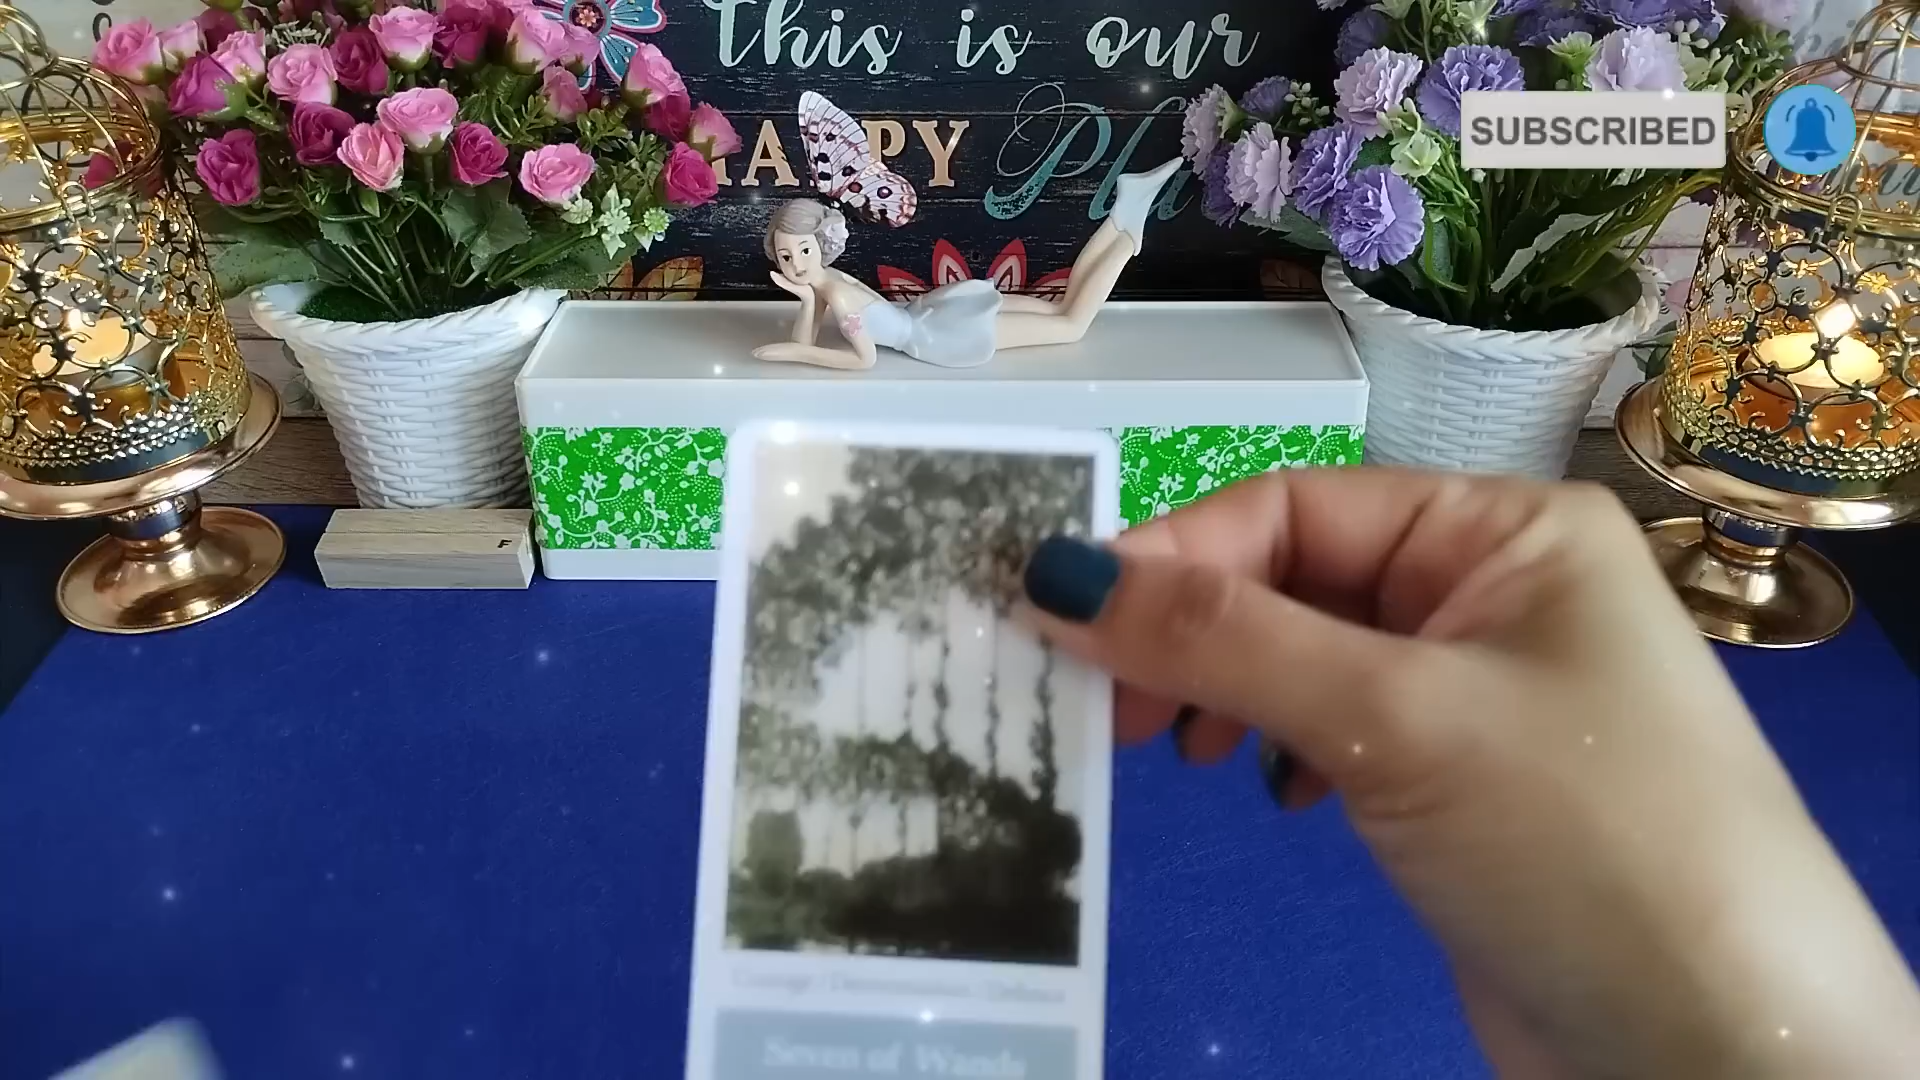 This is our
HAPPY Pla
SUBSCRIBED
F
Seven of Wands